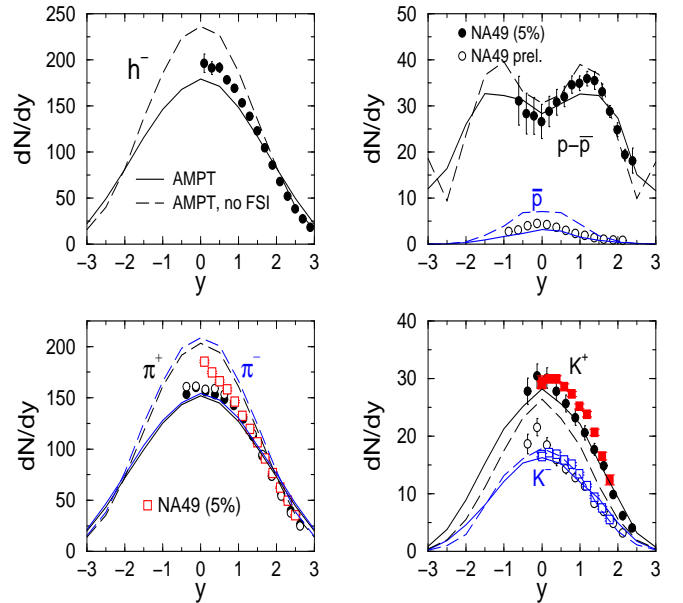 250
200
150
100
50
0
dN/dy
h⁻
AMPT
AMPT, no FSI
−3 −2 −1 0 1 2 3
y
50
40
30
20
10
0
dN/dy
NA49 (5%)
NA49 prel.
p−p̅
p̅
−3 −2 −1 0 1 2 3
y
250
200
150
100
50
0
dN/dy
π⁺
π⁻
NA49 (5%)
−3 −2 −1 0 1 2 3
y
40
30
20
10
0
dN/dy
K⁺
K⁻
−3 −2 −1 0 1 2 3
y